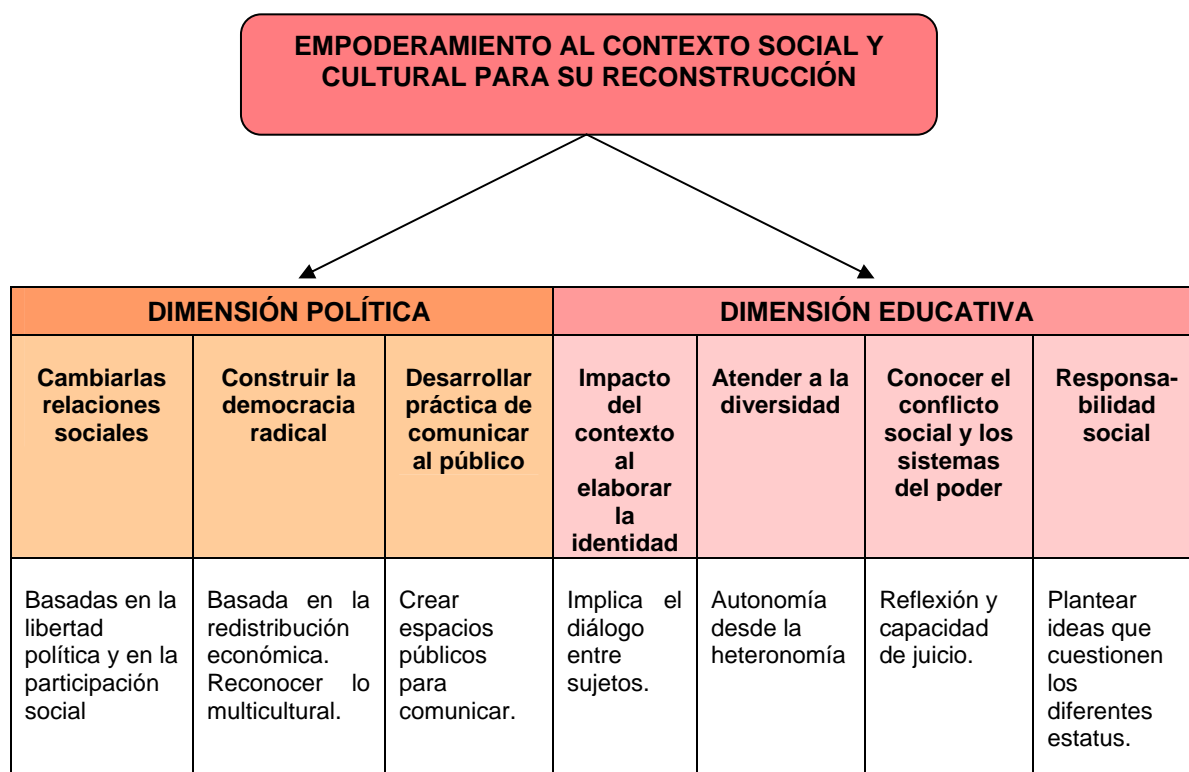 EMPODERAMIENTO AL CONTEXTO SOCIAL Y
CULTURAL PARA SU RECONSTRUCCIÓN
DIMENSIÓN POLÍTICA
DIMENSIÓN EDUCATIVA
Cambiarlas
relaciones
sociales
Construir la
democracia
radical
Desarrollar
práctica de
comunicar
al público
Impacto
del
contexto
al
elaborar
la
identidad
Atender a la
diversidad
Conocer el
conflicto
social y los
sistemas
del poder
Responsa-
bilidad
social
Basadas en la
libertad
política y en la
participación
social
Basada en la
redistribución
económica.
Reconocer lo
multicultural.
Crear
espacios
públicos
para
comunicar.
Implica el
diálogo
entre
sujetos.
Autonomía
desde la
heteronomía
Reflexión y
capacidad
de juicio.
Plantear
ideas que
cuestionen
los
diferentes
estatus.